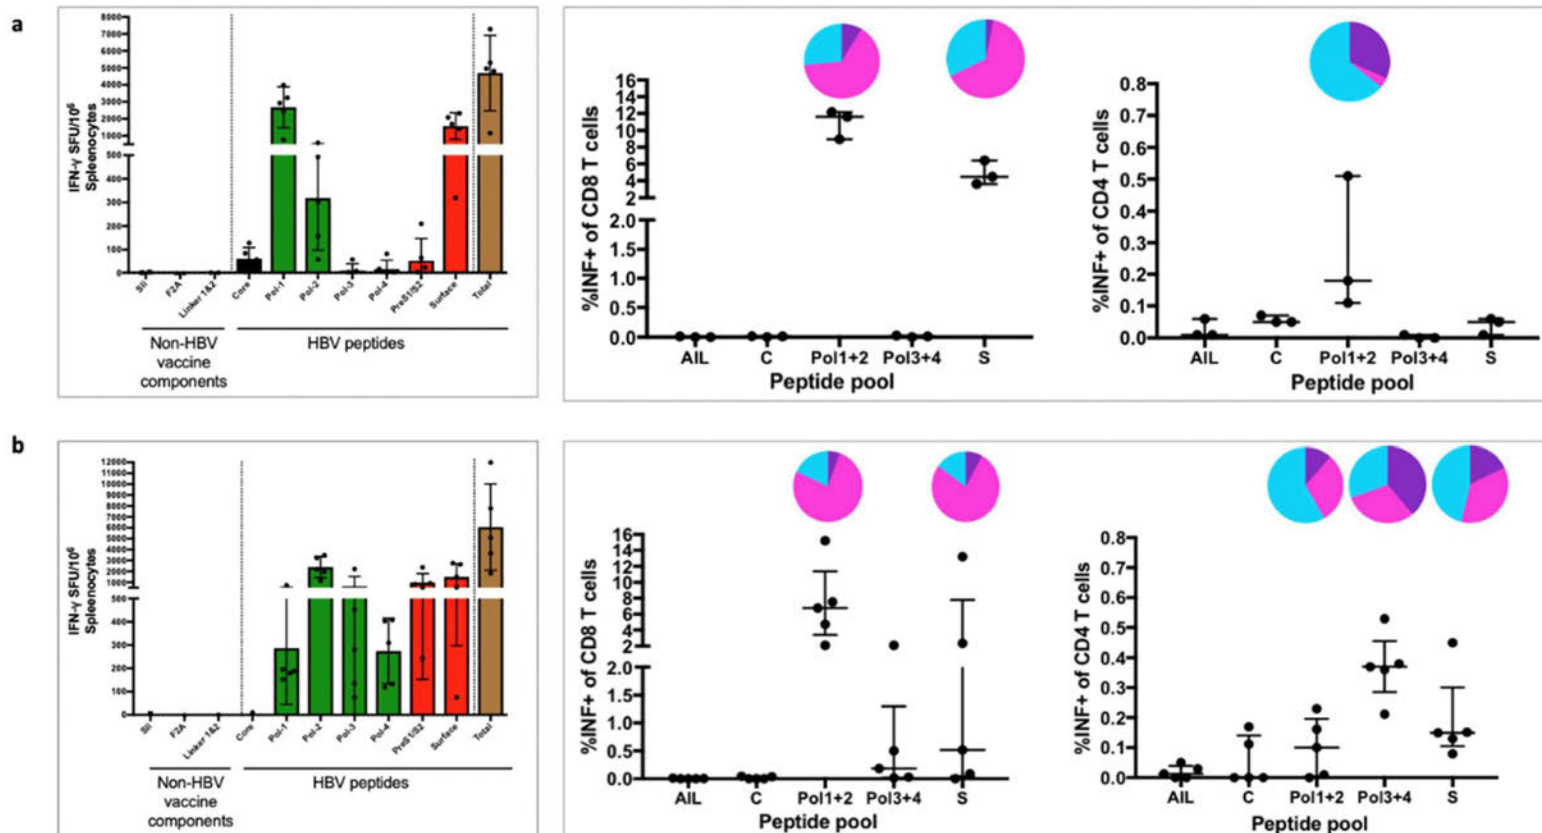 a
IFN-γ SFU/10⁶
Spleenocytes
8000
7000
6000
5000
4000
3000
2000
1000
500
400
300
200
100
0
Sli
F2A
Linker 1&2
Core
Pol-1
Pol-2
Pol-3
Pol-4
PreS1/S2
Surface
Total
Non-HBV
vaccine
components
HBV peptides
%INF+ of CD8 T cells
16
14
12
10
8
6
4
2
2.0
1.5
1.0
0.5
0.0
AIL C Pol1+2 Pol3+4 S
Peptide pool
%INF+ of CD4 T cells
0.8
0.7
0.6
0.5
0.4
0.3
0.2
0.1
0.0
AIL C Pol1+2 Pol3+4 S
Peptide pool
b
IFN-γ SFU/10⁶
Spleenocytes
12000
11000
10000
9000
8000
7000
6000
5000
4000
3000
2000
1000
500
400
300
200
100
0
Sli
F2A
Linker 1&2
Core
Pol-1
Pol-2
Pol-3
Pol-4
PreS1/S2
Surface
Total
Non-HBV
vaccine
components
HBV peptides
%INF+ of CD8 T cells
16
14
12
10
8
6
4
2
2.0
1.5
1.0
0.5
0.0
AIL C Pol1+2 Pol3+4 S
Peptide pool
%INF+ of CD4 T cells
0.8
0.7
0.6
0.5
0.4
0.3
0.2
0.1
0.0
AIL C Pol1+2 Pol3+4 S
Peptide pool